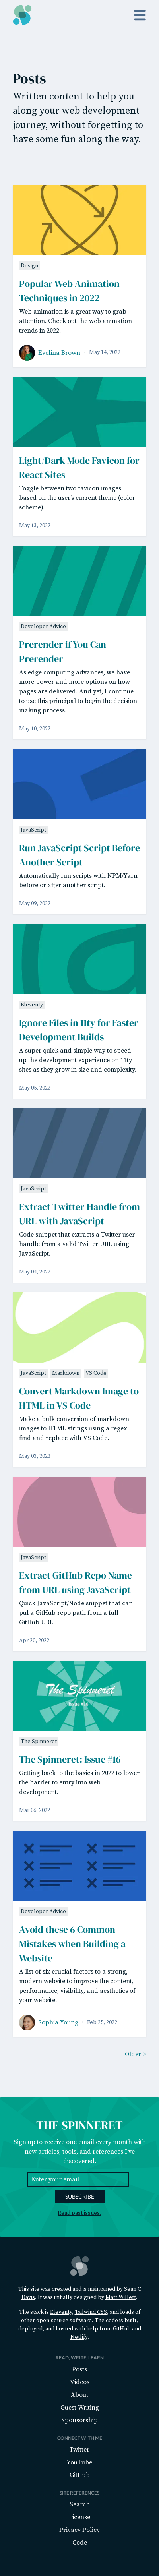 Posts
Written content to help you
along your web development
journey, without forgetting to
have some fun along the way.
Design
Popular Web Animation
Techniques in 2022
Web animation is a great way to grab
attention. Check out the web animation
trends in 2022.
Evelina Brown · May 14, 2022
Light/Dark Mode Favicon for
React Sites
Toggle between two favicon images
based on the user's current theme (color
scheme).
May 13, 2022
Developer Advice
Prerender if You Can
Prerender
As edge computing advances, we have
more power and more options on how
pages are delivered. And yet, I continue
to use this principal to begin the decision-
making process.
May 10, 2022
JavaScript
Run JavaScript Script Before
Another Script
Automatically run scripts with NPM/Yarn
before or after another script.
May 09, 2022
Eleventy
Ignore Files in 11ty for Faster
Development Builds
A super quick and simple way to speed
up the development experience on 11ty
sites as they grow in size and complexity.
May 05, 2022
JavaScript
Extract Twitter Handle from
URL with JavaScript
Code snippet that extracts a Twitter user
handle from a valid Twitter URL using
JavaScript.
May 04, 2022
JavaScript Markdown VS Code
Convert Markdown Image to
HTML in VS Code
Make a bulk conversion of markdown
images to HTML strings using a regex
find and replace with VS Code.
May 03, 2022
JavaScript
Extract GitHub Repo Name
from URL using JavaScript
Quick JavaScript/Node snippet that can
pul a GitHub repo path from a full
GitHub URL.
Apr 20, 2022
The Spinneret
The Spinneret
The Spinneret: Issue #16
Getting back to the basics in 2022 to lower
the barrier to entry into web
development.
Mar 06, 2022
Developer Advice
Avoid these 6 Common
Mistakes when Building a
Website
A list of six crucial factors to a strong,
modern website to improve the content,
performance, visibility, and aesthetics of
your website.
Sophia Young · Feb 25, 2022
Older >
THE SPINNERET
Sign up to receive one email every month with
new articles, tools, and references I've
discovered.
Enter your email
SUBSCRIBE
Read past issues.
This site was created and is maintained by Sean C
Davis. It was initially designed by Matt Willett.
The stack is Eleventy, Tailwind CSS, and loads of
other open-source software. The code is built,
deployed, and hosted with help from GitHub and
Netlify.
READ, WRITE, LEARN
Posts
Videos
About
Guest Writing
Sponsorship
CONNECT WITH ME
Twitter
YouTube
GitHub
SITE REFERENCES
Search
License
Privacy Policy
Code